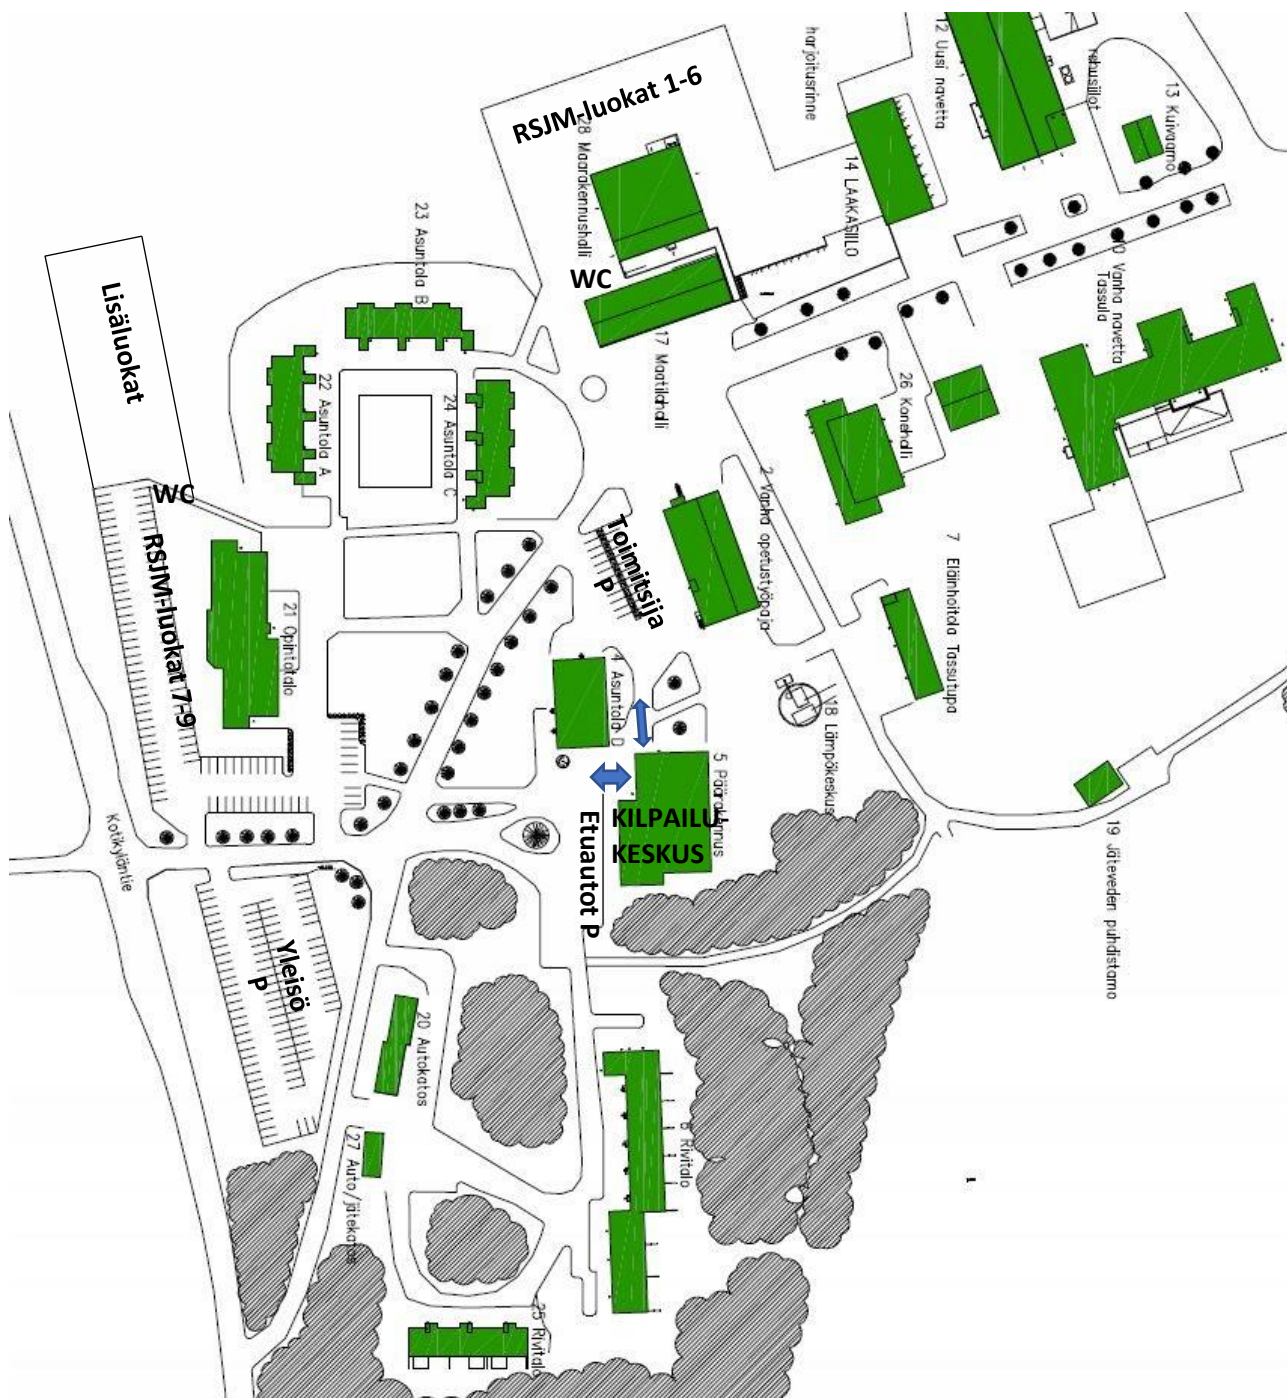 RSJM-luokat 1-6
harjoitusrinne
12 Uusi navetta
rehusiilot
13 Kuivaamo
28 Maarakennushalli
14 LAAKASIILO
23 Asuntola B
WC
10 Vanha navetta
Tassula
Lisäluokat
17 Maatilahalli
22 Asuntola A
24 Asuntola C
26 Konehalli
WC
2 Vanha opetustyöpaja
Toimitsija
P
RSJM-luokat 7-9
7 Eläinhoitola Tassutupa
21 Opintotalo
4 Asuntola D
18 Lämpökeskus
5 Päärakennus
KILPAILU-
KESKUS
Etuautot P
Kotikyläntie
19 Jäteveden puhdistamo
Yleisö
P
20 Autokatos
6 Rivitalo
27 Auto/jätekatos
25 Rivitalo